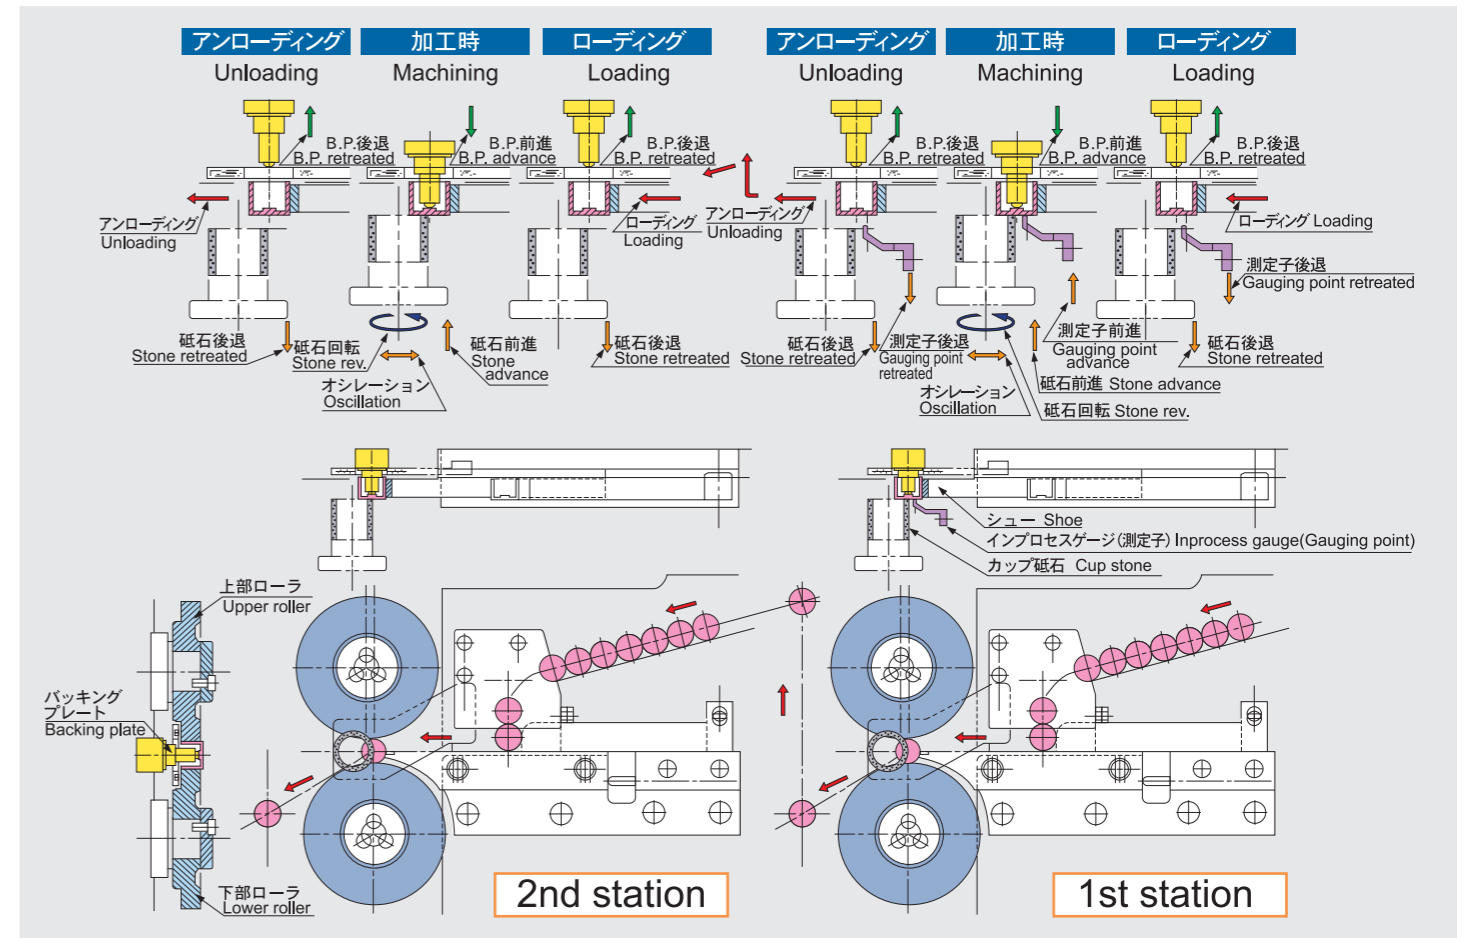 アンローディング
Unloading
加工時
Machining
ローディング
Loading
アンローディング
Unloading
加工時
Machining
ローディング
Loading
B.P.後退
B.P. retreated
B.P.前進
B.P. advance
B.P.後退
B.P. retreated
B.P.後退
B.P. retreated
B.P.前進
B.P. advance
B.P.後退
B.P. retreated
アンローディング
Unloading
ローディング
Loading
アンローディング
Unloading
ローディング Loading
測定子後退
Gauging point retreated
砥石後退
Stone retreated
砥石回転
Stone rev.
砥石前進
Stone
advance
オシレーション
Oscillation
砥石後退
Stone retreated
砥石後退
Stone retreated
測定子後退
Gauging point
retreated
測定子前進
Gauging point
advance
砥石後退
Stone retreated
砥石前進 Stone advance
オシレーション
Oscillation
砥石回転 Stone rev.
シュー Shoe
インプロセスゲージ(測定子) Inprocess gauge(Gauging point)
カップ砥石 Cup stone
上部ローラ
Upper roller
バッキング
プレート
Backing plate
下部ローラ
Lower roller
2nd station
1st station